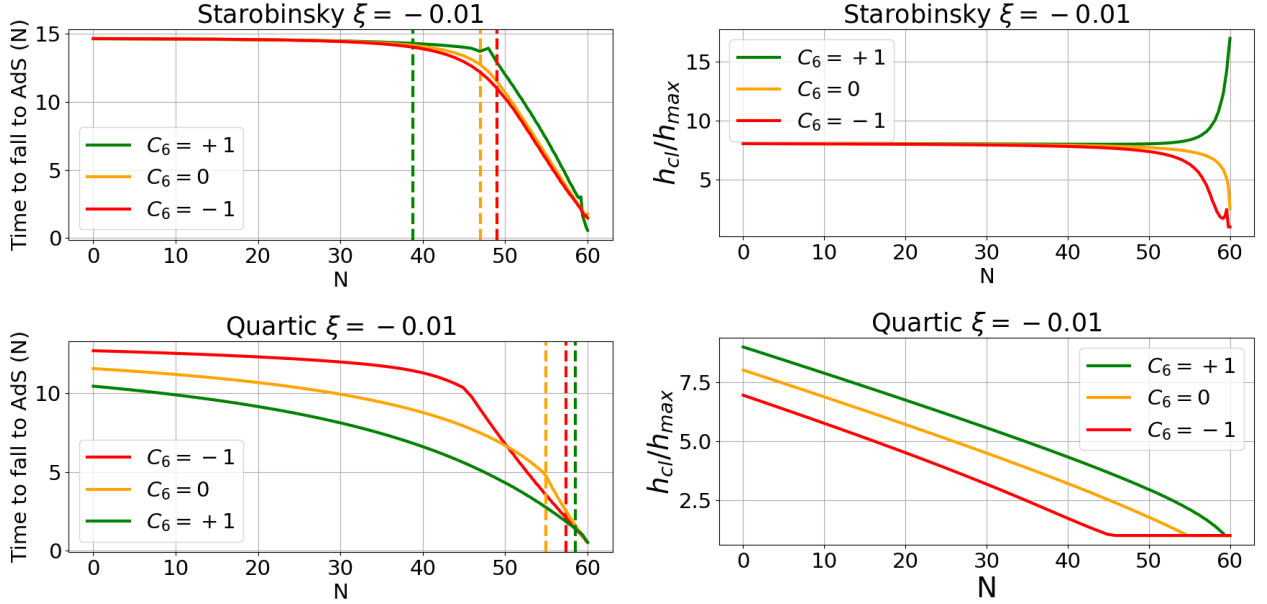 Starobinsky ξ = −0.01
Time to fall to AdS (N)
15
10
5
0
C₆ = +1
C₆ = 0
C₆ = −1
0 10 20 30 40 50 60
N
Starobinsky ξ = −0.01
h_cl/h_max
15
10
5
C₆ = +1
C₆ = 0
C₆ = −1
0 10 20 30 40 50 60
N
Quartic ξ = −0.01
Time to fall to AdS (N)
10
5
0
C₆ = −1
C₆ = 0
C₆ = +1
0 10 20 30 40 50 60
N
Quartic ξ = −0.01
h_cl/h_max
7.5
5.0
2.5
C₆ = +1
C₆ = 0
C₆ = −1
0 10 20 30 40 50 60
N